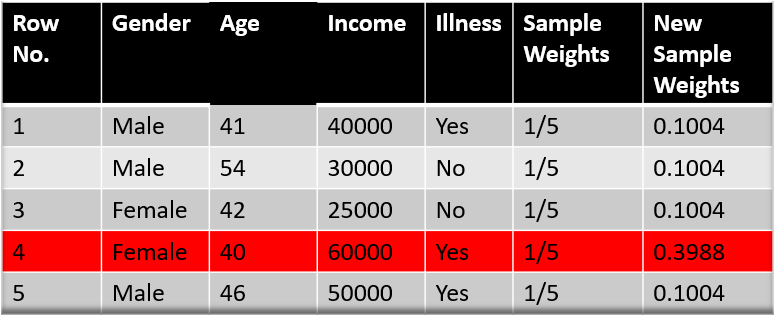 Row No. Gender Age Income Illness Sample Weights New Sample Weights
1 Male 41 40000 Yes 1/5 0.1004
2 Male 54 30000 No 1/5 0.1004
3 Female 42 25000 No 1/5 0.1004
4 Female 40 60000 Yes 1/5 0.3988
5 Male 46 50000 Yes 1/5 0.1004